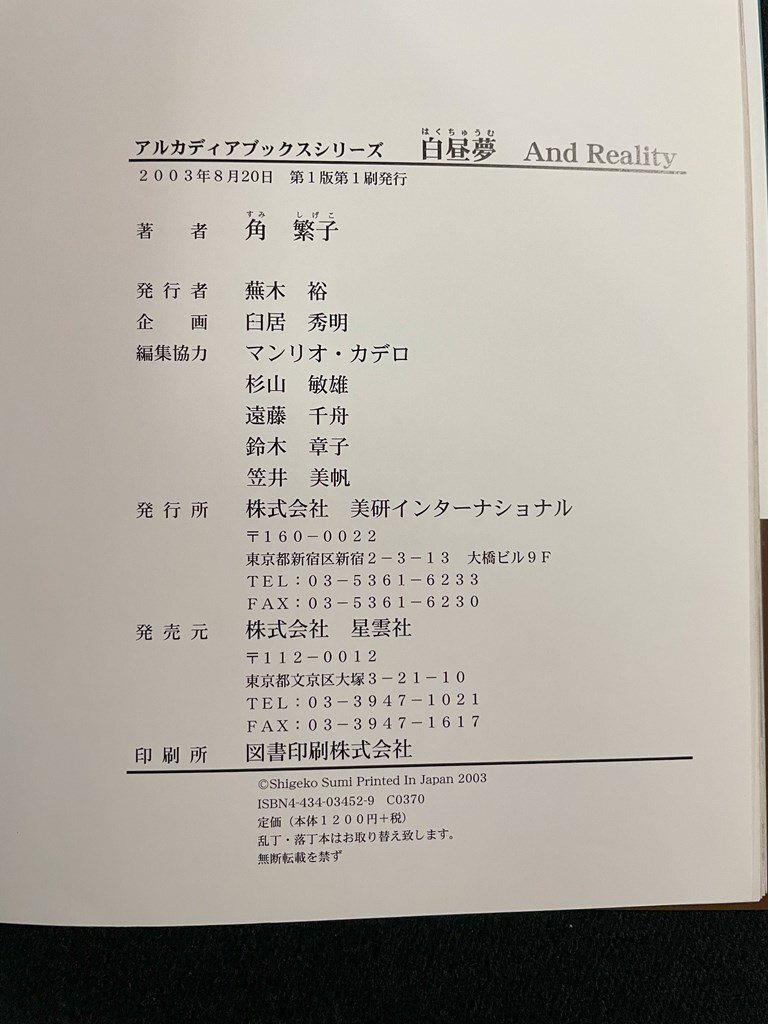 はくちゅうむ
アルカディアブックスシリーズ　白昼夢　And Reality
２００３年８月20日　第１版第１刷発行
すみ　しげこ
著　者　角　繁子
発行者　蕪木　裕
企　画　臼居　秀明
編集協力　マンリオ・カデロ
杉山　敏雄
遠藤　千舟
鈴木　章子
笠井　美帆
発行所　株式会社　美研インターナショナル
〒１６０－００２２
東京都新宿区新宿２－３－１３　大橋ビル９Ｆ
ＴＥＬ：０３－５３６１－６２３３
ＦＡＸ：０３－５３６１－６２３０
発売元　株式会社　星雲社
〒１１２－００１２
東京都文京区大塚３－２１－１０
ＴＥＬ：０３－３９４７－１０２１
ＦＡＸ：０３－３９４７－１６１７
印刷所　図書印刷株式会社
©Shigeko Sumi Printed In Japan 2003
ISBN4-434-03452-9　C0370
定価（本体１２００円＋税）
乱丁・落丁本はお取り替え致します。
無断転載を禁ず